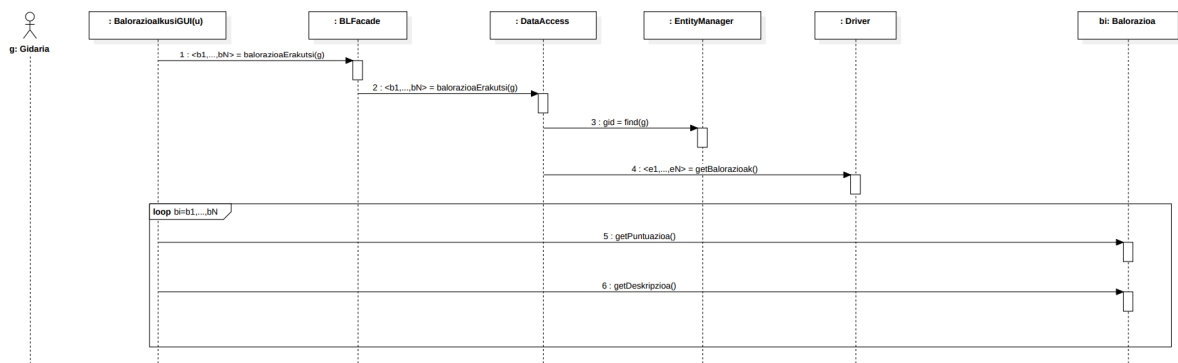 : BalorazioaIkusiGUI(u)
: BLFacade
: DataAccess
: EntityManager
: Driver
bi: Balorazioa
g: Gidaria
1 : <b1,...,bN> = balorazioaErakutsi(g)
2 : <b1,...,bN> = balorazioaErakutsi(g)
3 : gid = find(g)
4 : <e1,...,eN> = getBalorazioak()
loop bi=b1,...,bN
5 : getPuntuazioa()
6 : getDeskripzioa()